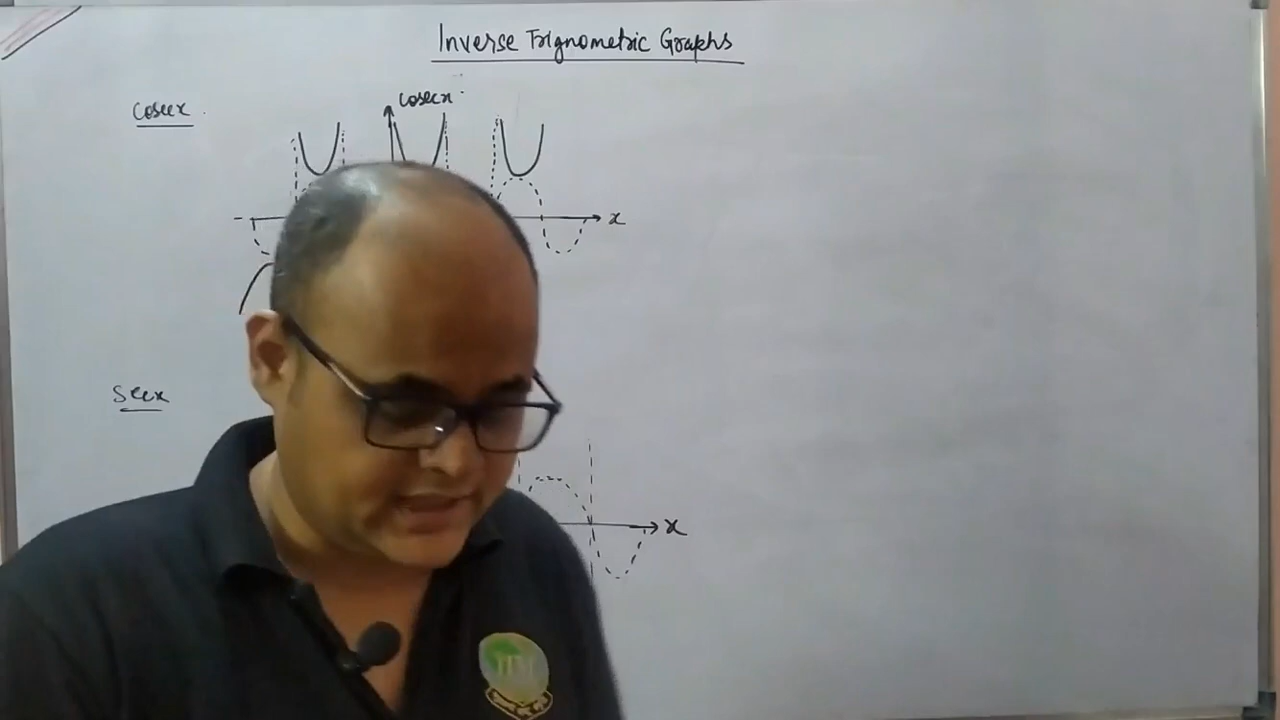 Inverse Trignometric Graphs
Cosecx
Cosecx
x
Secx
x